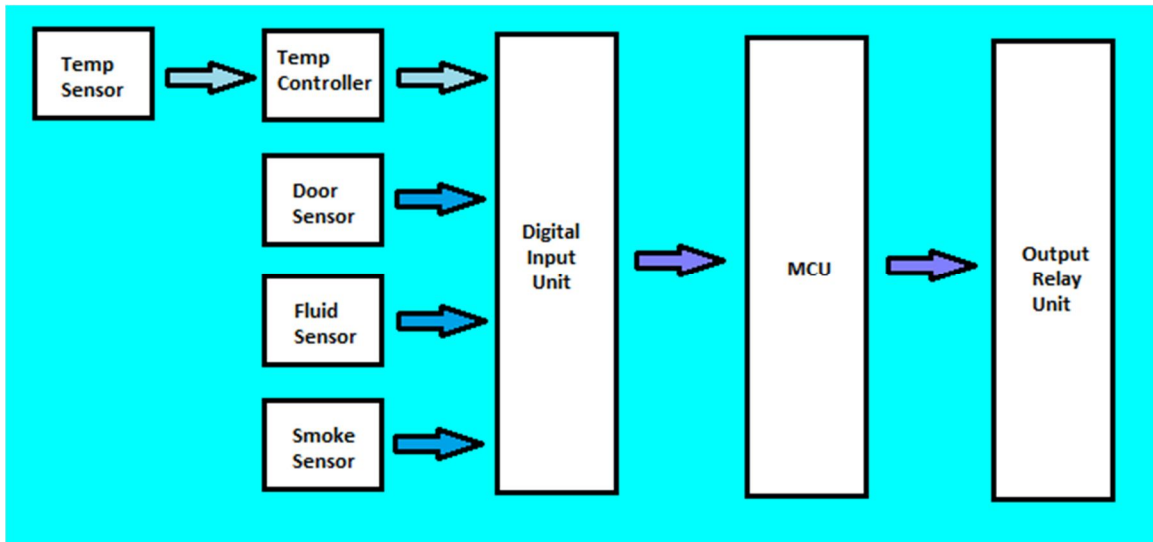 Temp
Sensor
Temp
Controller
Door
Sensor
Fluid
Sensor
Smoke
Sensor
Digital
Input
Unit
MCU
Output
Relay
Unit